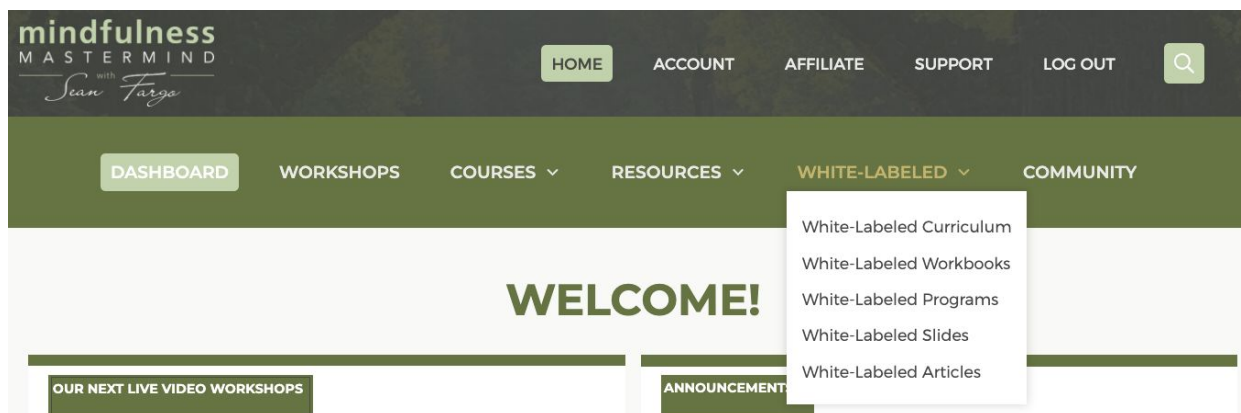 mindfulness
MASTERMIND
with
Sean Fargo
HOME ACCOUNT AFFILIATE SUPPORT LOG OUT
DASHBOARD WORKSHOPS COURSES RESOURCES WHITE-LABELED COMMUNITY
White-Labeled Curriculum
White-Labeled Workbooks
White-Labeled Programs
White-Labeled Slides
White-Labeled Articles
WELCOME!
OUR NEXT LIVE VIDEO WORKSHOPS
ANNOUNCEMENTS